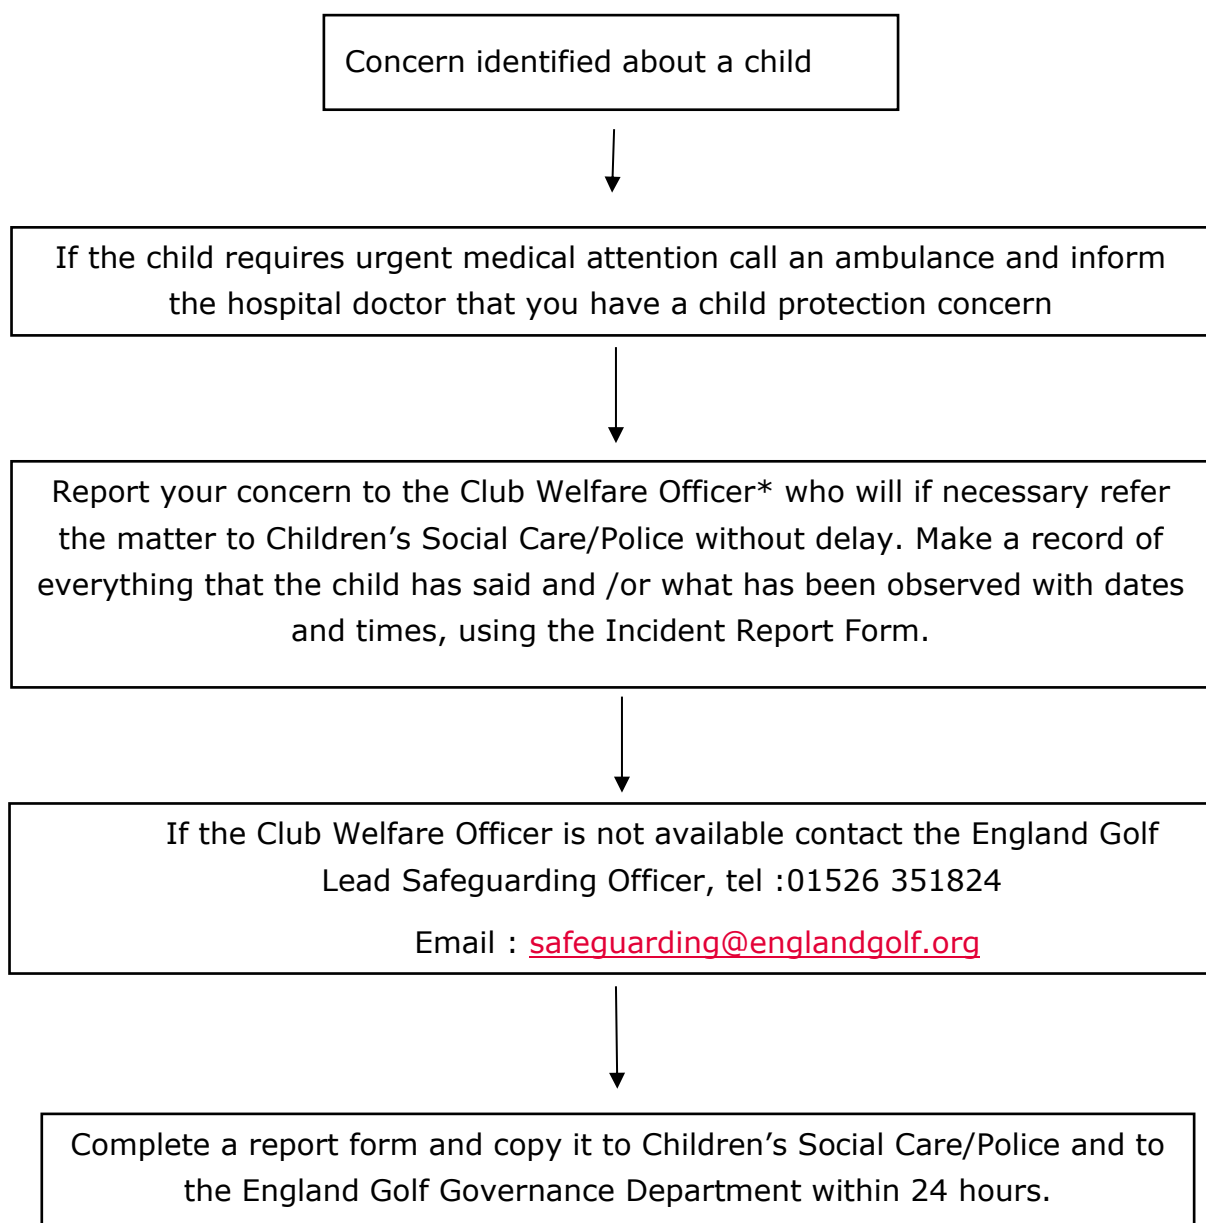 Concern identified about a child
If the child requires urgent medical attention call an ambulance and inform
the hospital doctor that you have a child protection concern
Report your concern to the Club Welfare Officer* who will if necessary refer
the matter to Children’s Social Care/Police without delay. Make a record of
everything that the child has said and /or what has been observed with dates
and times, using the Incident Report Form.
If the Club Welfare Officer is not available contact the England Golf
Lead Safeguarding Officer, tel :01526 351824
Email : safeguarding@englandgolf.org
Complete a report form and copy it to Children’s Social Care/Police and to
the England Golf Governance Department within 24 hours.